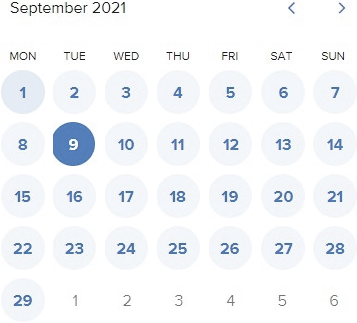 September 2021
MON TUE WED THU FRI SAT SUN
1 2 3 4 5 6 7
8 9 10 11 12 13 14
15 16 17 18 19 20 21
22 23 24 25 26 27 28
29 1 2 3 4 5 6